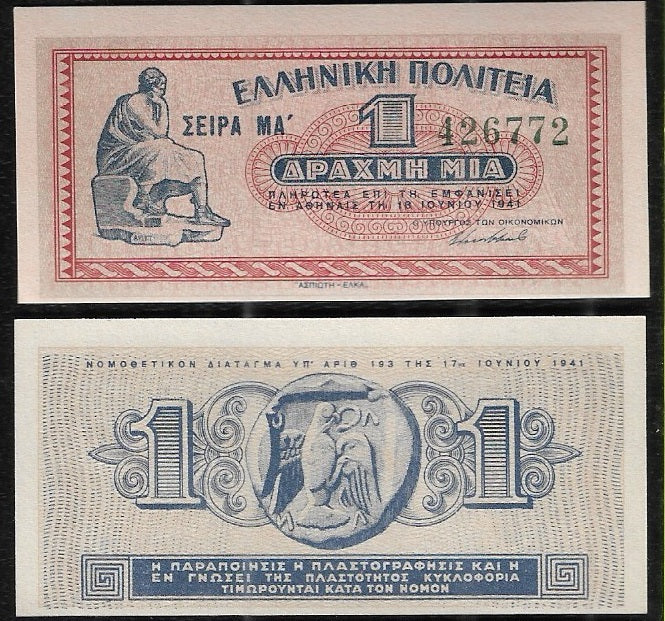 ΕΛΛΗΝΙΚΗ ΠΟΛΙΤΕΙΑ
ΣΕΙΡΑ ΜΑ΄
1
426772
ΔΡΑΧΜΗ ΜΙΑ
ΠΛΗΡΩΤΕΑ ΕΠΙ ΤΗ ΕΜΦΑΝΙΣΕΙ
ΕΝ ΑΘΗΝΑΙΣ ΤΗ 18 ΙΟΥΝΙΟΥ 1941
Ο ΥΠΟΥΡΓΟΣ ΤΩΝ ΟΙΚΟΝΟΜΙΚΩΝ
ΑΣΠΙΩΤΗ - ΕΛΚΑ
ΝΟΜΟΘΕΤΙΚΟΝ ΔΙΑΤΑΓΜΑ ΥΠ' ΑΡΙΘ 193 ΤΗΣ 17ης ΙΟΥΝΙΟΥ 1941
1 1
Η ΠΑΡΑΠΟΙΗΣΙΣ Η ΠΛΑΣΤΟΓΡΑΦΗΣΙΣ ΚΑΙ Η
ΕΝ ΓΝΩΣΕΙ ΤΗΣ ΠΛΑΣΤΟΤΗΤΟΣ ΚΥΚΛΟΦΟΡΙΑ
ΤΙΜΩΡΟΥΝΤΑΙ ΚΑΤΑ ΤΟΝ ΝΟΜΟΝ